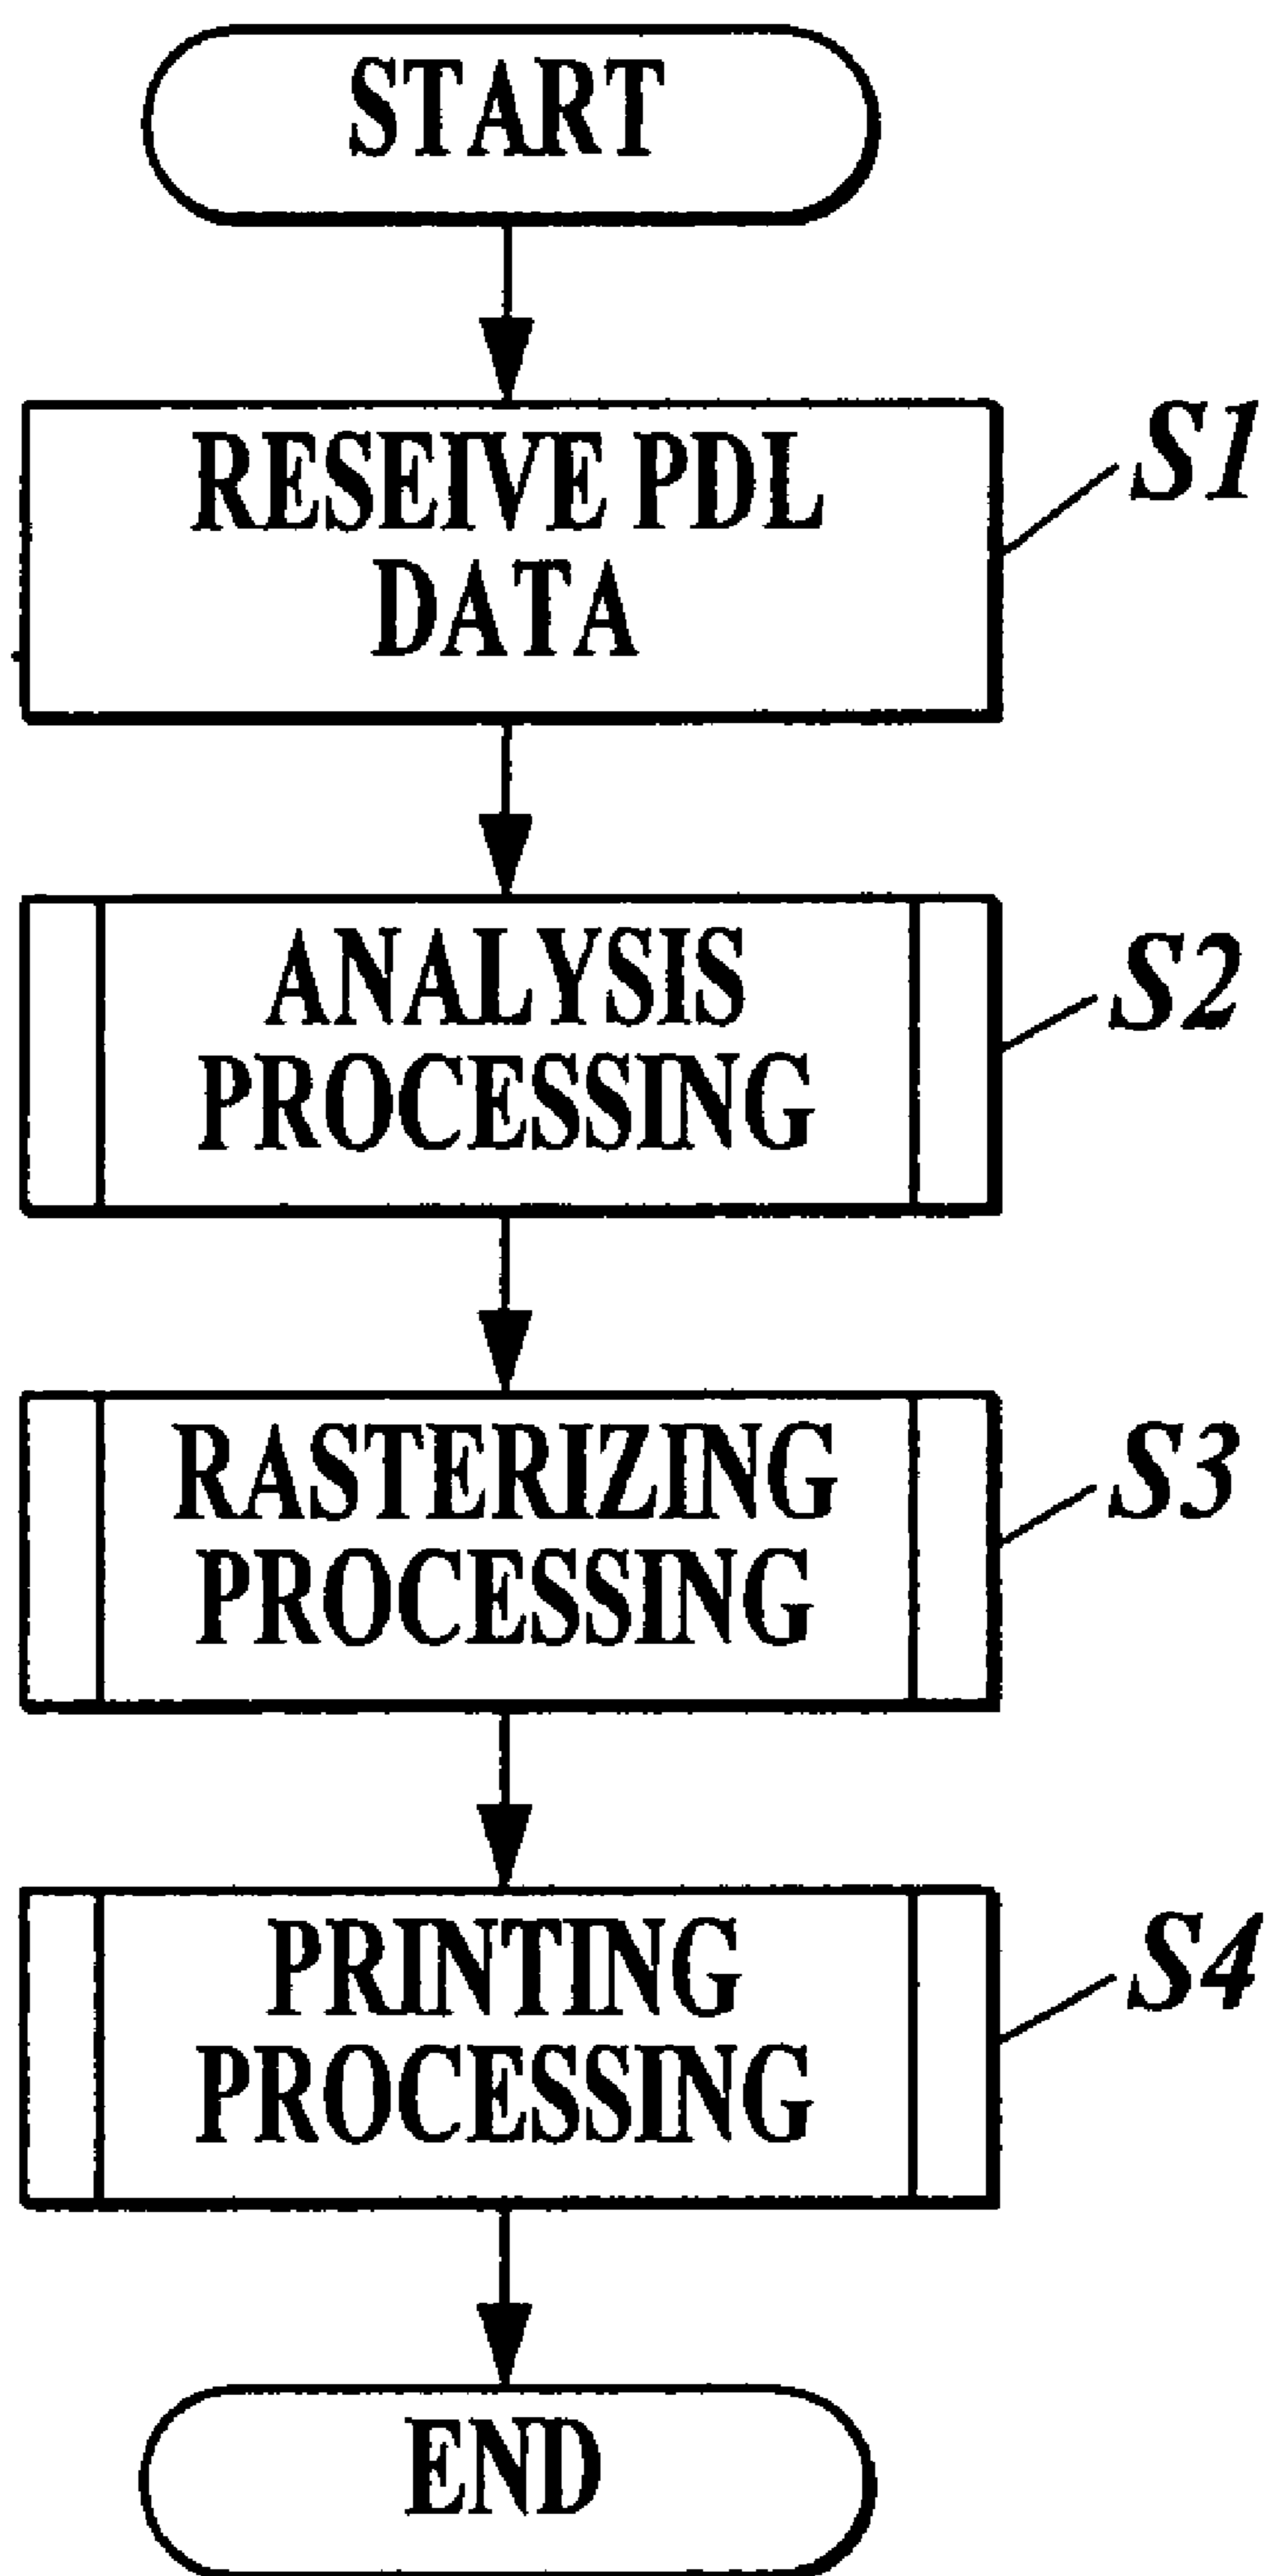 START
RESEIVE PDL
DATA
S1
ANALYSIS
PROCESSING
S2
RASTERIZING
PROCESSING
S3
PRINTING
PROCESSING
S4
END